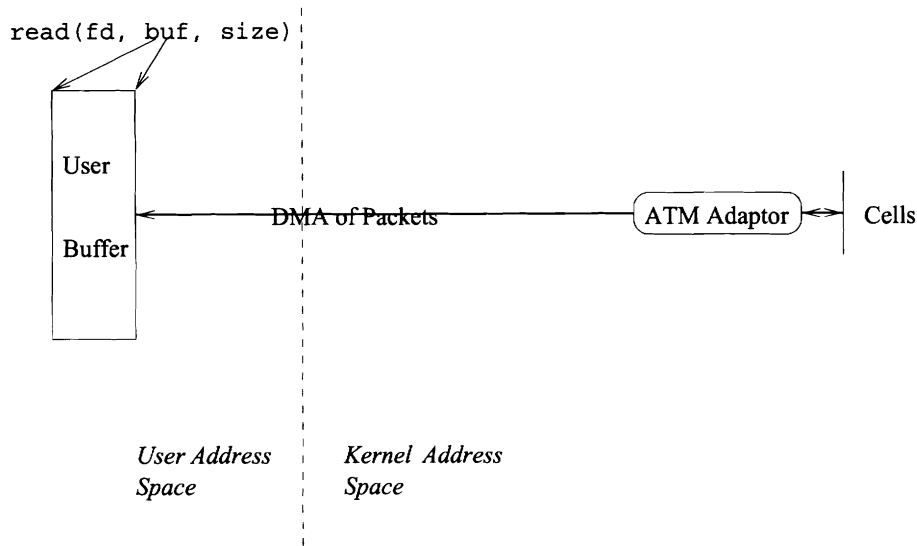 read(fd, buf, size)
User
Buffer
DMA of Packets
ATM Adaptor
Cells
User Address
Space
Kernel Address
Space